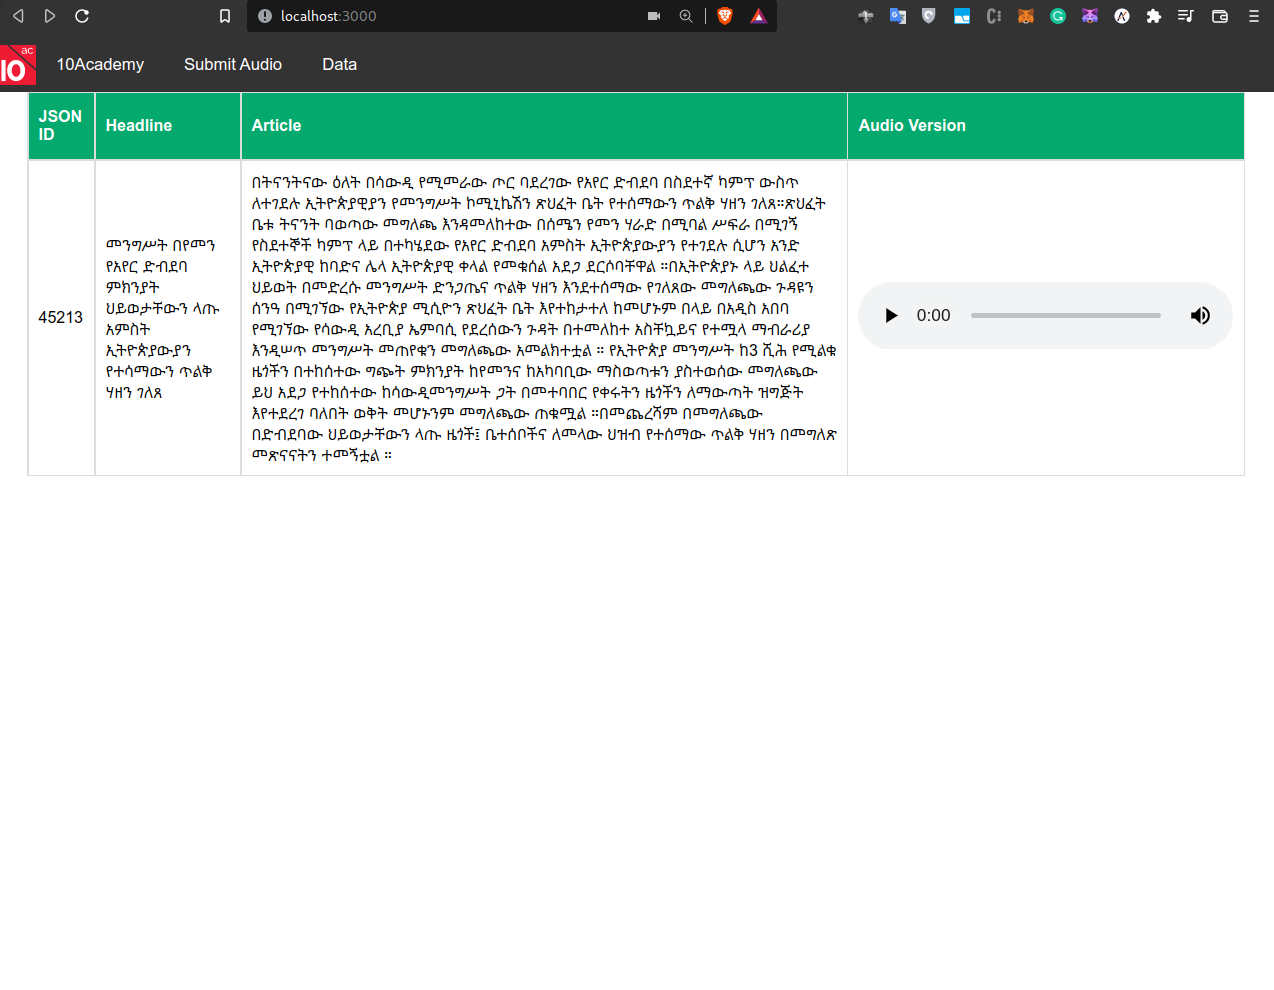 localhost:3000
ac
10
10Academy
Submit Audio
Data
JSON
ID
Headline
Article
Audio Version
45213
መንግሥት በየመን
የአየር ድብደባ
ምክንያት
ህይወታቸውን ላጡ
አምስት
ኢትዮጵያውያን
የተሳማውን ጥልቅ
ሃዘን ገለጸ
በትናንትናው ዕለት በሳውዲ የሚመራው ጦር ባደረገው የአየር ድብደባ በስደተኛ ካምፕ ውስጥ
ለተገደሉ ኢትዮጵያዊያን የመንግሥት ኮሚኒኬሽን ጽህፈት ቤት የተሰማውን ጥልቅ ሃዘን ገለጸ።ጽህፈት
ቤቱ ትናንት ባወጣው መግለጫ እንዳመለከተው በሰሜን የመን ሃራድ በሚባል ሥፍራ በሚገኝ
የስደተኞች ካምፕ ላይ በተካሄደው የአየር ድብደባ አምስት ኢትዮጵያውያን የተገደሉ ሲሆን አንድ
ኢትዮጵያዊ ከባድና ሌላ ኢትዮጵያዊ ቀላል የመቁሰል አደጋ ደርሶባቸዋል ።በኢትዮጵያኑ ላይ ህልፈተ
ህይወት በመድረሱ መንግሥት ድንጋጤና ጥልቅ ሃዘን እንደተሰማው የገለጸው መግለጫው ጉዳዩን
ሰንዓ በሚገኘው የኢትዮጵያ ሚሲዮን ጽህፈት ቤት እየተከታተለ ከመሆኑም በላይ በአዲስ አበባ
የሚገኘው የሳውዲ አረቢያ ኤምባሲ የደረሰውን ጉዳት በተመለከተ አስቸኳይና የተሟላ ማብራሪያ
እንዲሠጥ መንግሥት መጠየቁን መግለጫው አመልክተቷል ። የኢትዮጵያ መንግሥት ከ3 ሺሕ የሚልቁ
ዜጎችን በተከሰተው ግጭት ምክንያት ከየመንና ከአካባቢው ማስወጣቱን ያስተወሰው መግለጫው
ይህ አደጋ የተከሰተው ከሳውዲመንግሥት ጋት በመተባበር የቀሩትን ዜጎችን ለማውጣት ዝግጅት
እየተደረገ ባለበት ወቅት መሆኑንም መግለጫው ጠቁሟል ።በመጨረሻም በመግለጫው
በድብደባው ህይወታቸውን ላጡ ዜጎች፤ ቤተሰቦችና ለመላው ህዝብ የተሰማው ጥልቅ ሃዘን በመግለጽ
መጽናናትን ተመኝቷል ።
0:00